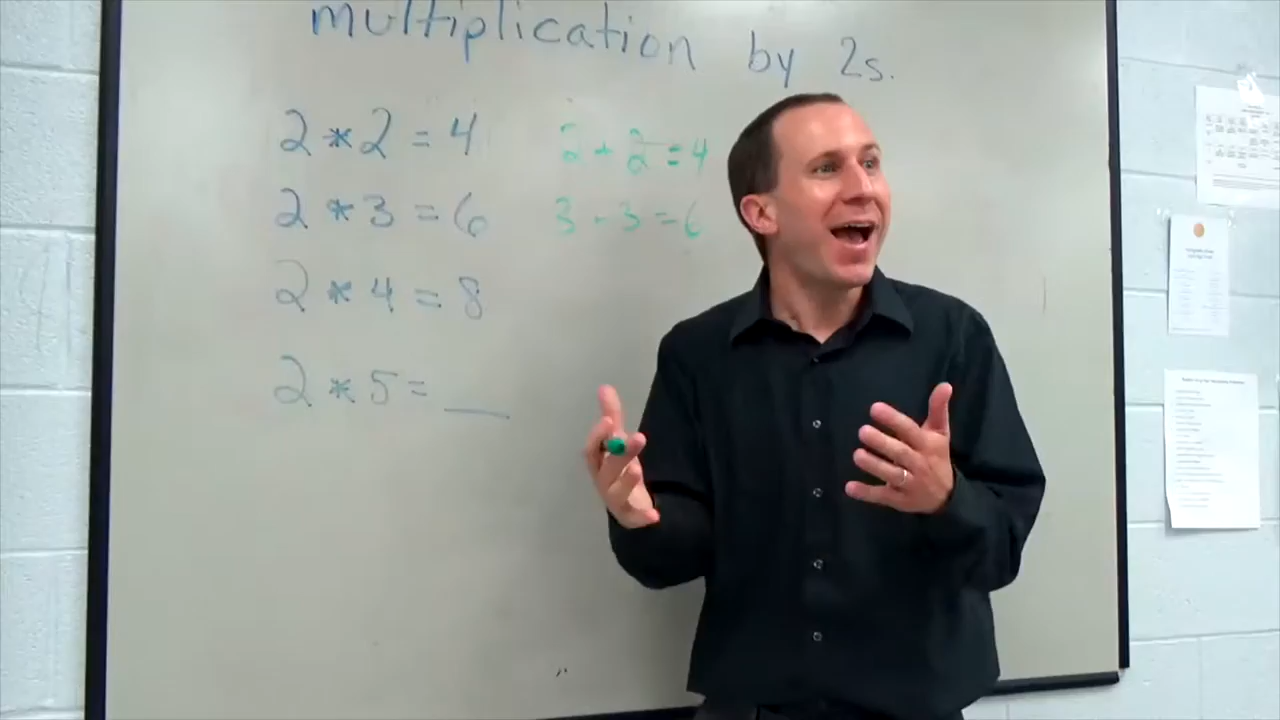 multiplication by 2s.
2 * 2 = 4 2 + 2 = 4
2 * 3 = 6 3 + 3 = 6
2 * 4 = 8
2 * 5 = __